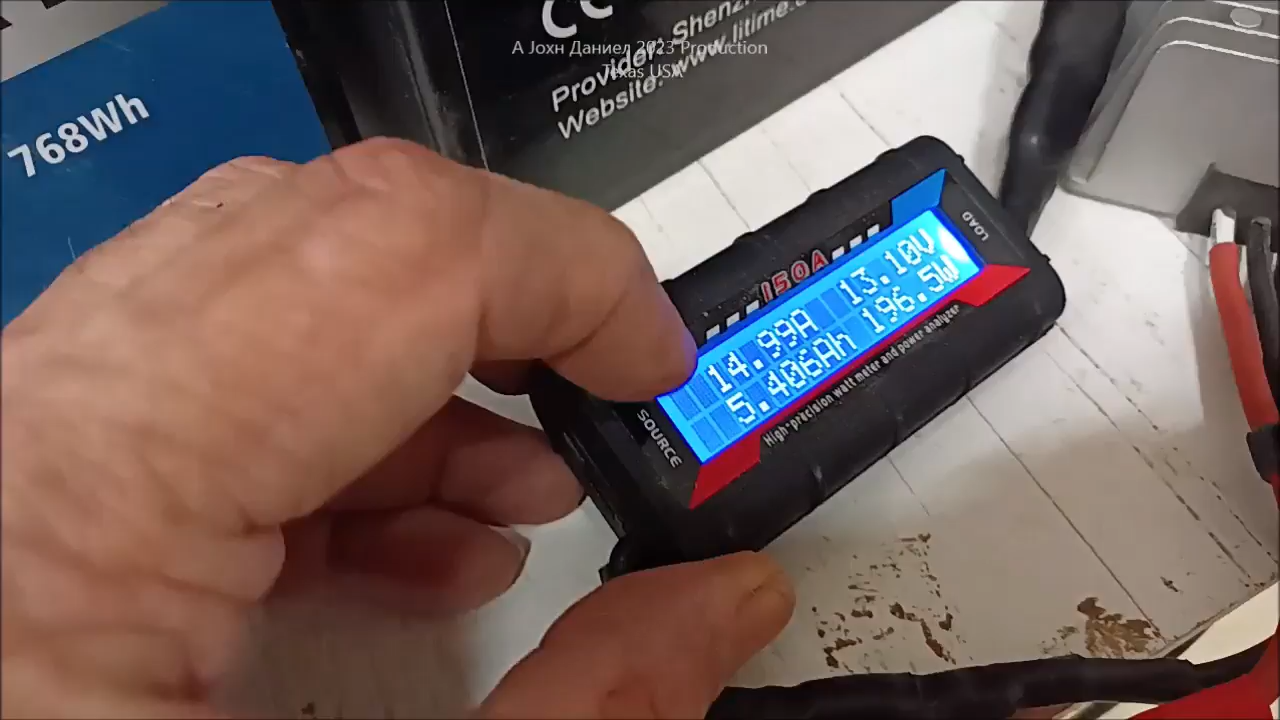 768Wh
CE
Provider: Shenz
Website: www.litime.c
А Јохн Даниел 2023 Production
Texas USA
150A
LOAD
14.99A 13.10V
5.406Ah 196.5W
SOURCE
High-precision watt meter and power analyzer